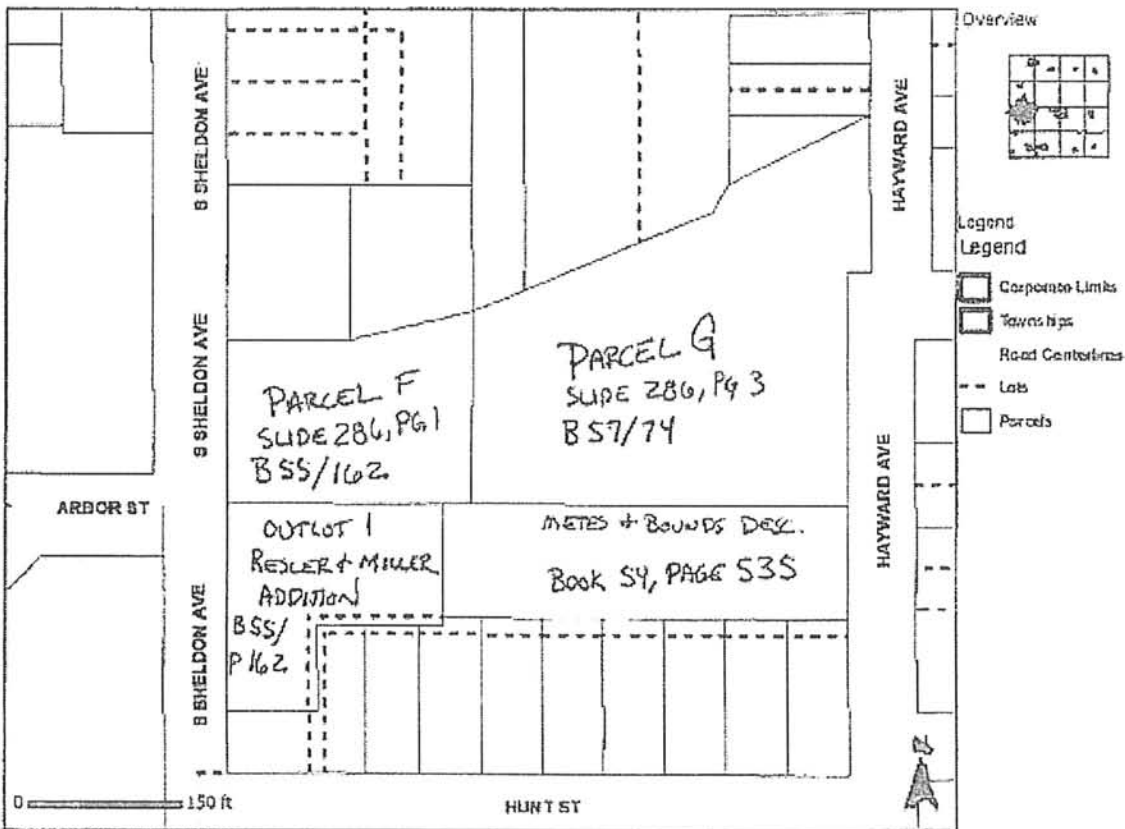 Overview
S SHELDON AVE
HAYWARD AVE
Legend
Legend
Corporate Limits
Townships
Road Centerlines
Lots
Parcels
S SHELDON AVE
PARCEL F
SLIDE 286, PG 1
B 55/162
PARCEL G
SLIDE 286, PG 3
B 57/74
HAYWARD AVE
ARBOR ST
OUTLOT 1
RESLER & MILLER
ADDITION
B55/
P 162
METES & BOUNDS DESC.
BOOK 54, PAGE 535
S SHELDON AVE
0 150 ft
HUNT ST